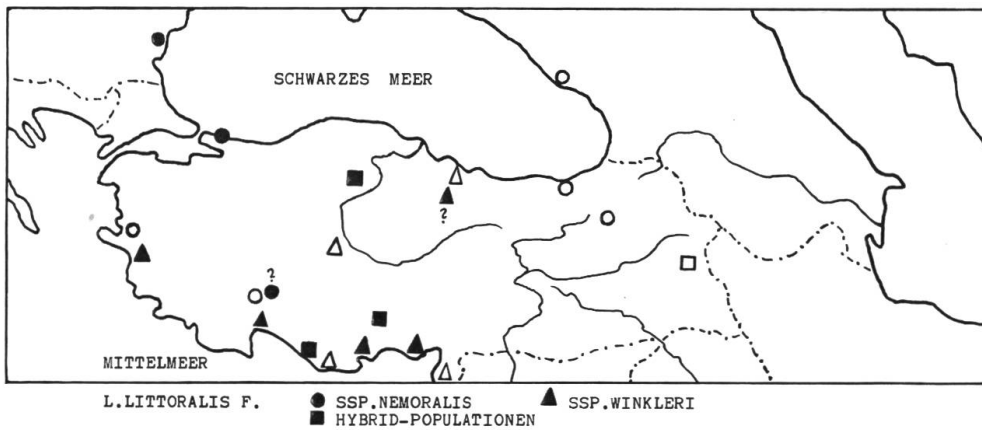 SCHWARZES MEER
?
?
MITTELMEER
L.LITTORALIS F. ● SSP.NEMORALIS ▲ SSP.WINKLERI
■ HYBRID-POPULATIONEN